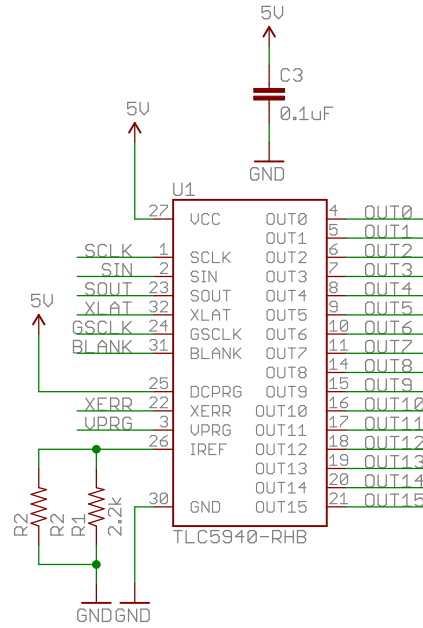 5V
C3
0.1uF
GND
5V
U1
27 VCC OUT0 4 OUT0
OUT1 5 OUT1
SCLK 1 SCLK OUT2 6 OUT2
SIN 2 SIN OUT3 7 OUT3
SOUT 23 SOUT OUT4 8 OUT4
XLAT 32 XLAT OUT5 9 OUT5
GSCLK 24 GSCLK OUT6 10 OUT6
BLANK 31 BLANK OUT7 11 OUT7
OUT8 14 OUT8
5V
25 DCPRG OUT9 15 OUT9
XERR 22 XERR OUT10 16 OUT10
VPRG 3 VPRG OUT11 17 OUT11
26 IREF OUT12 18 OUT12
OUT13 19 OUT13
OUT14 20 OUT14
30 GND OUT15 21 OUT15
R2
R2
R1
2.2k
TLC5940-RHB
GND
GND